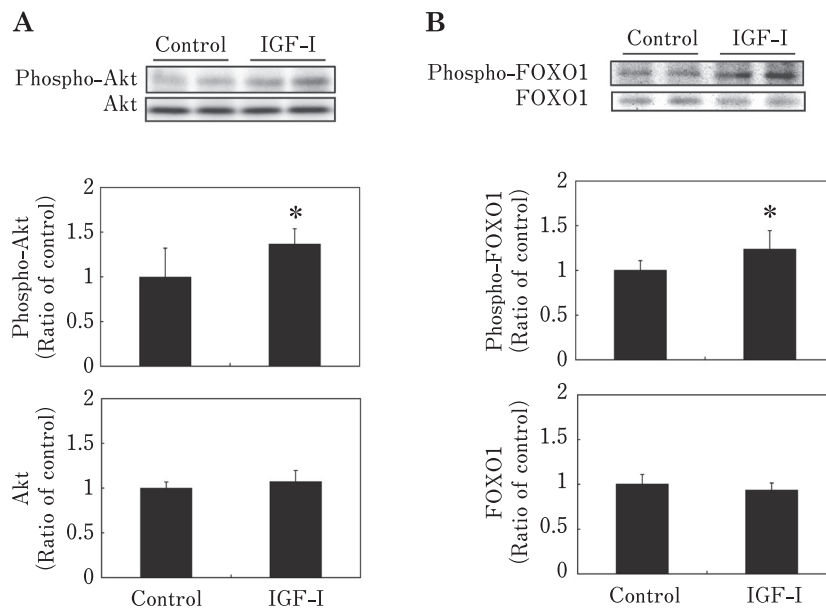 A
Control IGF-I
Phospho-Akt
Akt
2
1.5
1
0.5
0
Phospho-Akt
(Ratio of control)
*
2
1.5
1
0.5
0
Akt
(Ratio of control)
Control IGF-I
B
Control IGF-I
Phospho-FOXO1
FOXO1
2
1.5
1
0.5
0
Phospho-FOXO1
(Ratio of control)
*
2
1.5
1
0.5
0
FOXO1
(Ratio of control)
Control IGF-I